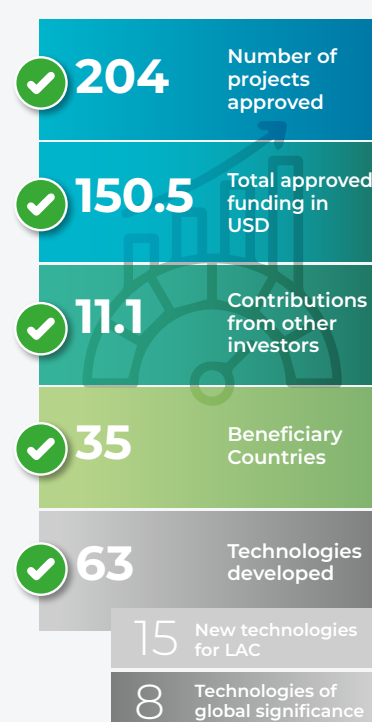 204
Number of
projects
approved
150.5
Total approved
funding in
USD
11.1
Contributions
from other
investors
35
Beneficiary
Countries
63
Technologies
developed
15
New technologies
for LAC
8
Technologies of
global significance